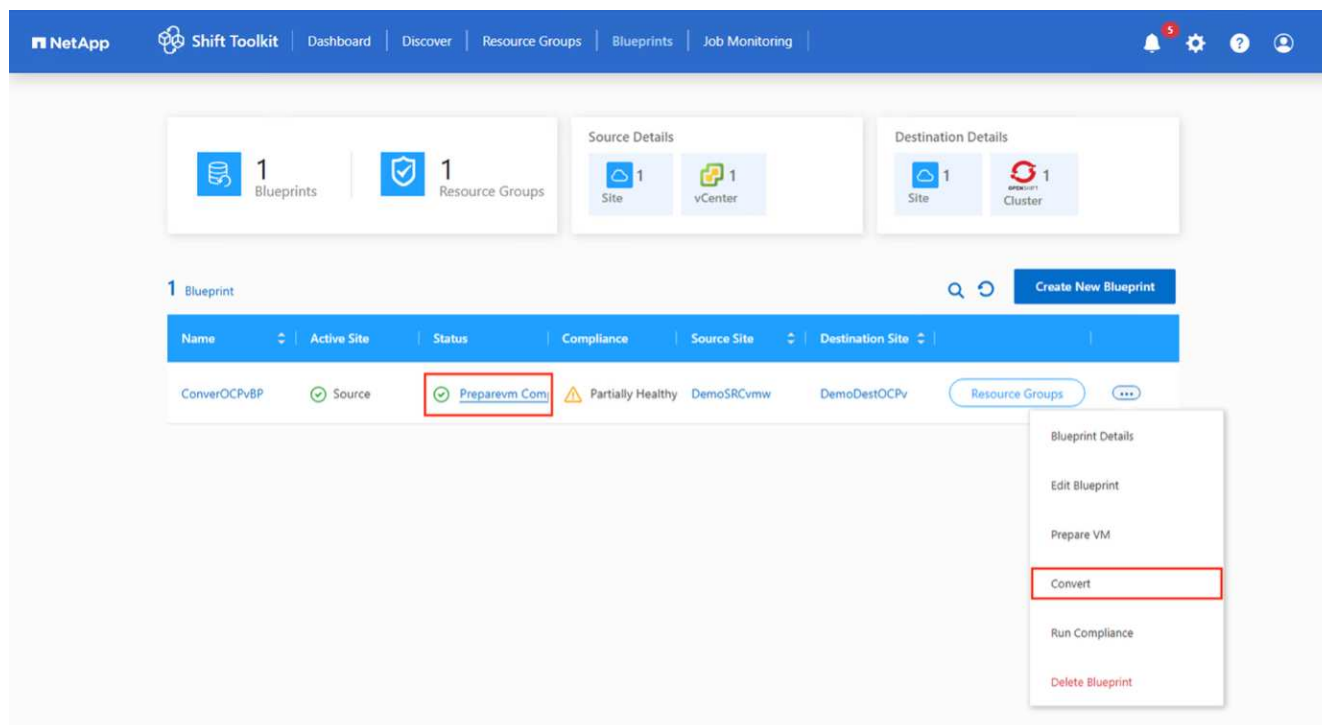 NetApp Shift Toolkit Dashboard Discover Resource Groups Blueprints Job Monitoring 5 ?
Source Details
Destination Details
1
Blueprints
1
Resource Groups
1
Site
1
vCenter
1
Site
OPENSHIFT
1
Cluster
1 Blueprint
Create New Blueprint
Name Active Site Status Compliance Source Site Destination Site
ConverOCPvBP Source Preparevm Com Partially Healthy DemoSRCvmw DemoDestOCPv Resource Groups
Blueprint Details
Edit Blueprint
Prepare VM
Convert
Run Compliance
Delete Blueprint